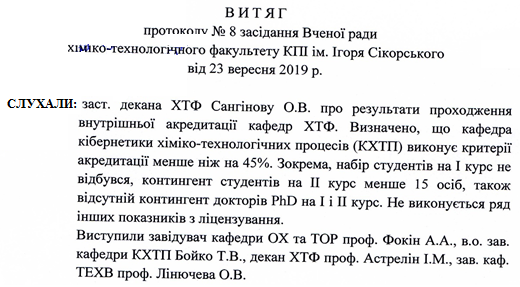 ВИТЯГ
протоколу № 8 засідання Вченої ради
хіміко-технологічного факультету КПІ ім. Ігоря Сікорського
від 23 вересня 2019 р.
СЛУХАЛИ: заст. декана ХТФ Сангінову О.В. про результати проходження
внутрішньої акредитації кафедр ХТФ. Визначено, що кафедра
кібернетики хіміко-технологічних процесів (КХТП) виконує критерії
акредитації менше ніж на 45%. Зокрема, набір студентів на I курс не
відбувся, контингент студентів на II курс менше 15 осіб, також
відсутній контингент докторів PhD на I і II курс. Не виконується ряд
інших показників з ліцензування.
Виступили завідувач кафедри ОХ та ТОР проф. Фокін А.А., в.о. зав.
кафедри КХТП Бойко Т.В., декан ХТФ проф. Астрелін І.М., зав. каф.
ТЕХВ проф. Лінючева О.В.